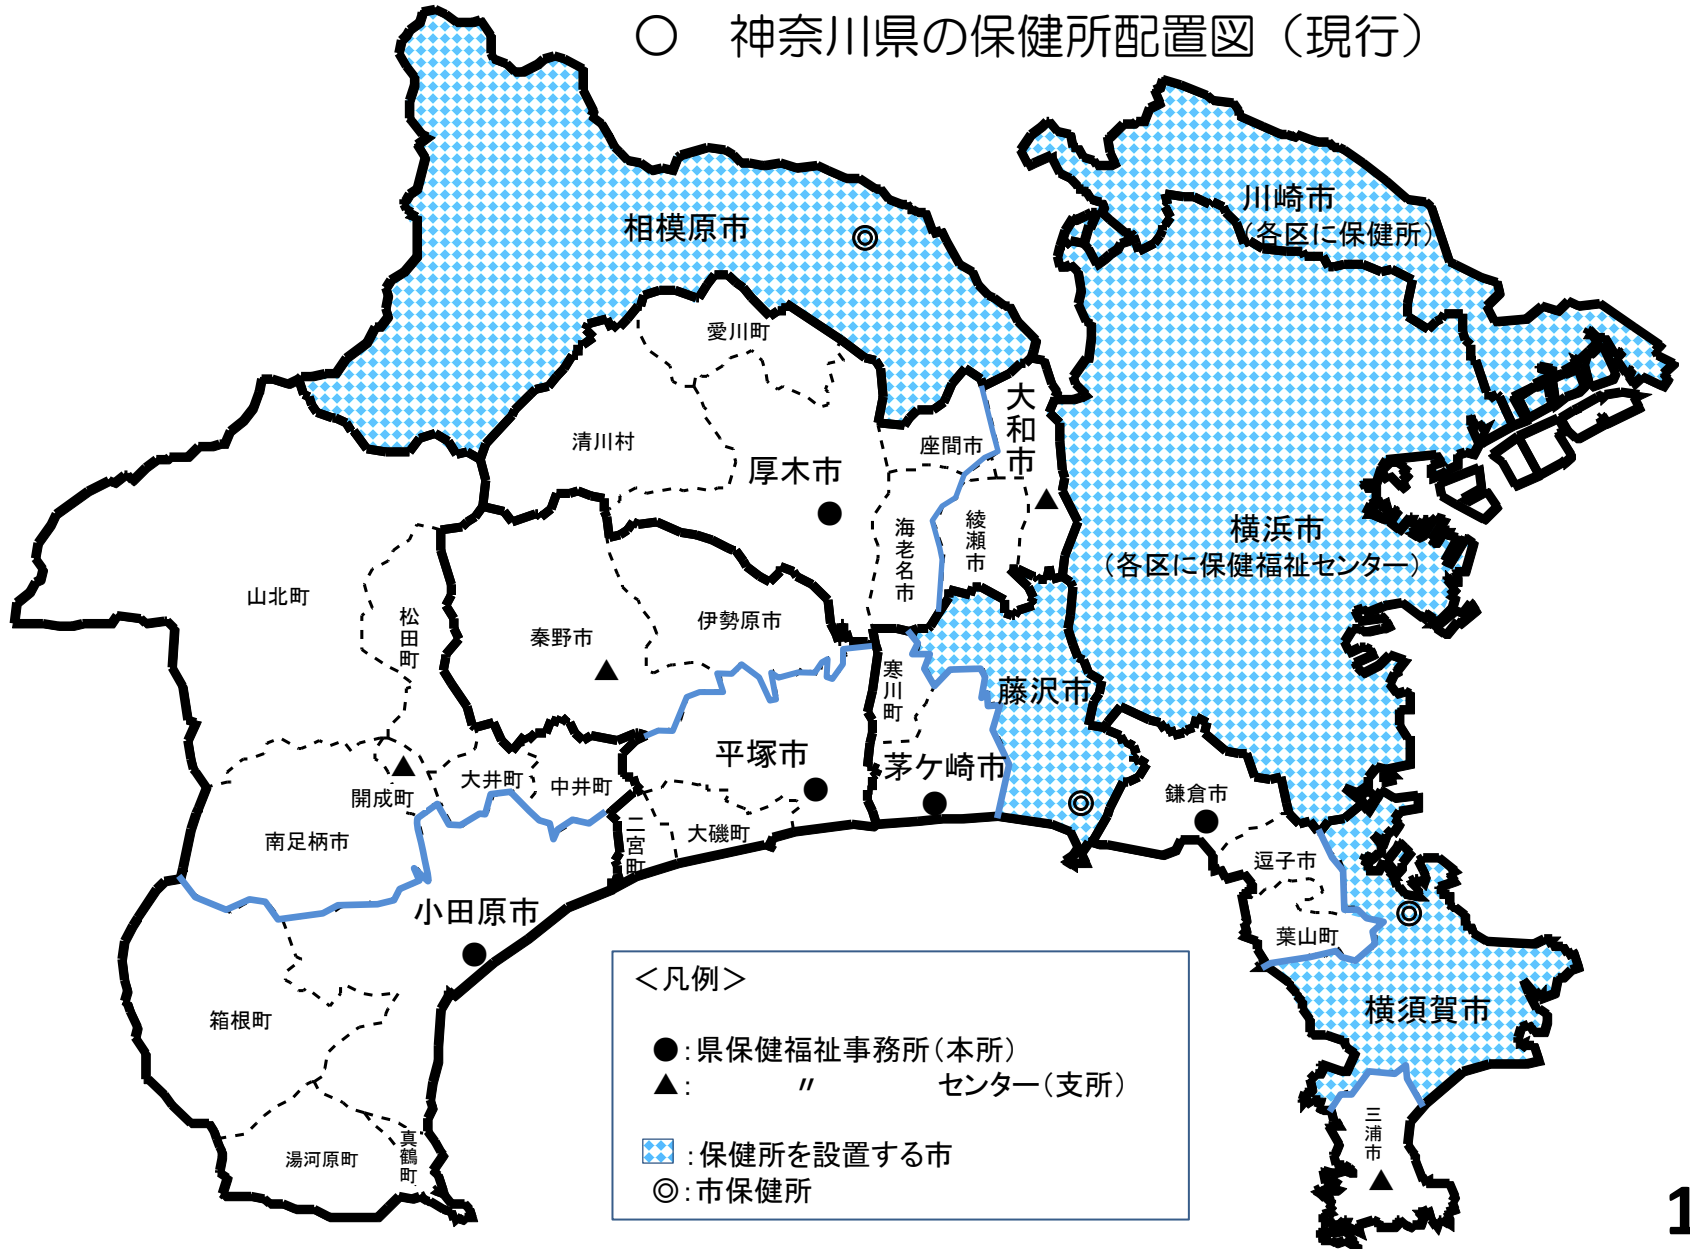 ○ 神奈川県の保健所配置図（現行）
川崎市
（各区に保健所）
相模原市
愛川町
大和市
清川村
座間市
厚木市
綾瀬市
海老名市
横浜市
（各区に保健福祉センター）
山北町
松田町
秦野市
伊勢原市
寒川町
藤沢市
平塚市
茅ケ崎市
大井町
中井町
開成町
鎌倉市
南足柄市
二宮町
大磯町
逗子市
小田原市
葉山町
箱根町
横須賀市
三浦市
湯河原町
真鶴町
＜凡例＞
●：県保健福祉事務所（本所）
▲： 〃 センター（支所）
：保健所を設置する市
◎：市保健所
1